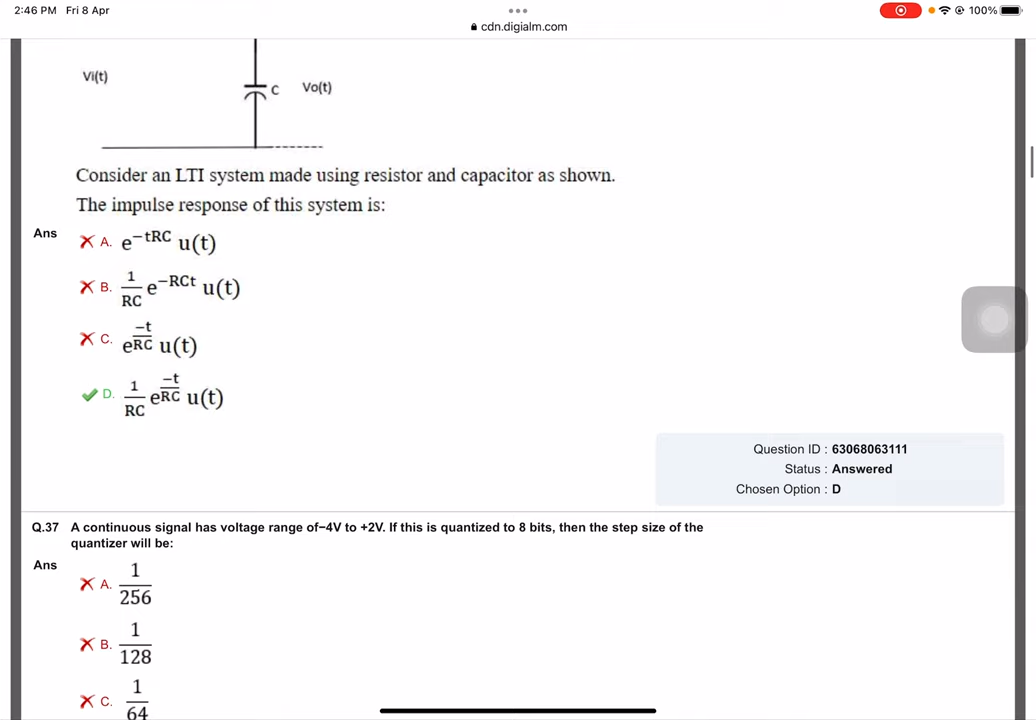 2:46 PM Fri 8 Apr
100%
cdn.digialm.com
Vi(t)
C
Vo(t)
Consider an LTI system made using resistor and capacitor as shown.
The impulse response of this system is:
Ans
A. e^-tRC u(t)
B. 1/RC e^-RCt u(t)
C. e^-t/RC u(t)
D. 1/RC e^-t/RC u(t)
Question ID : 63068063111
Status : Answered
Chosen Option : D
Q.37 A continuous signal has voltage range of−4V to +2V. If this is quantized to 8 bits, then the step size of the
quantizer will be:
Ans
A. 1/256
B. 1/128
C. 1/64